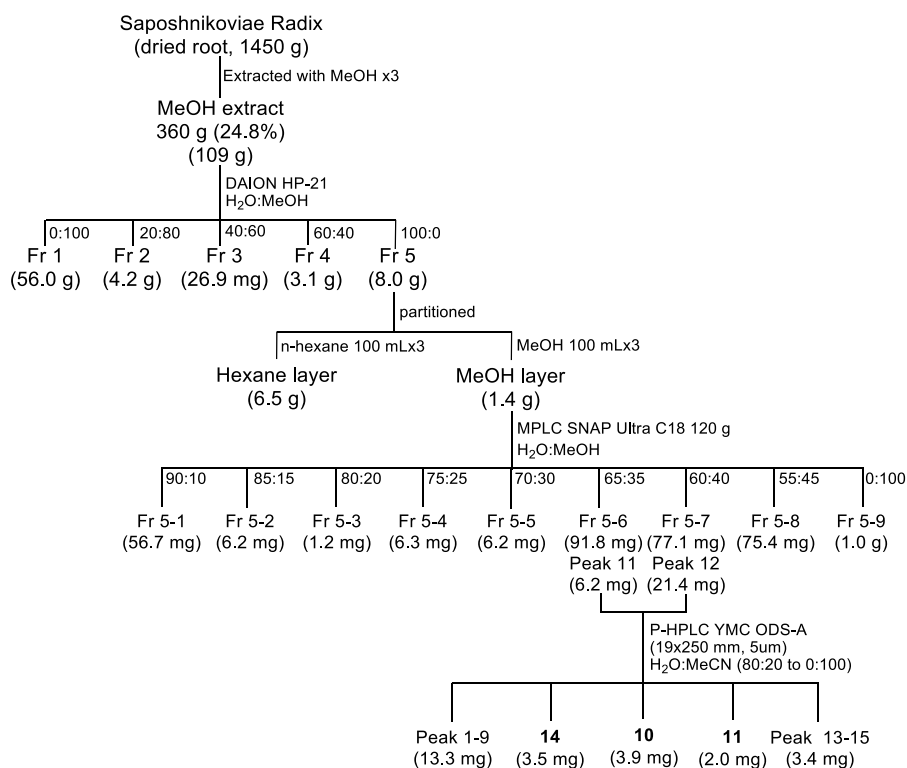 Saposhnikoviae Radix
(dried root, 1450 g)
Extracted with MeOH x3
MeOH extract
360 g (24.8%)
(109 g)
DAION HP-21
H₂O:MeOH
0:100 20:80 40:60 60:40 100:0
Fr 1 Fr 2 Fr 3 Fr 4 Fr 5
(56.0 g) (4.2 g) (26.9 mg) (3.1 g) (8.0 g)
partitioned
n-hexane 100 mLx3 MeOH 100 mLx3
Hexane layer MeOH layer
(6.5 g) (1.4 g)
MPLC SNAP Ultra C18 120 g
H₂O:MeOH
90:10 85:15 80:20 75:25 70:30 65:35 60:40 55:45 0:100
Fr 5-1 Fr 5-2 Fr 5-3 Fr 5-4 Fr 5-5 Fr 5-6 Fr 5-7 Fr 5-8 Fr 5-9
(56.7 mg) (6.2 mg) (1.2 mg) (6.3 mg) (6.2 mg) (91.8 mg) (77.1 mg) (75.4 mg) (1.0 g)
Peak 11 Peak 12
(6.2 mg) (21.4 mg)
P-HPLC YMC ODS-A
(19x250 mm, 5um)
H₂O:MeCN (80:20 to 0:100)
Peak 1-9 14 10 11 Peak 13-15
(13.3 mg) (3.5 mg) (3.9 mg) (2.0 mg) (3.4 mg)